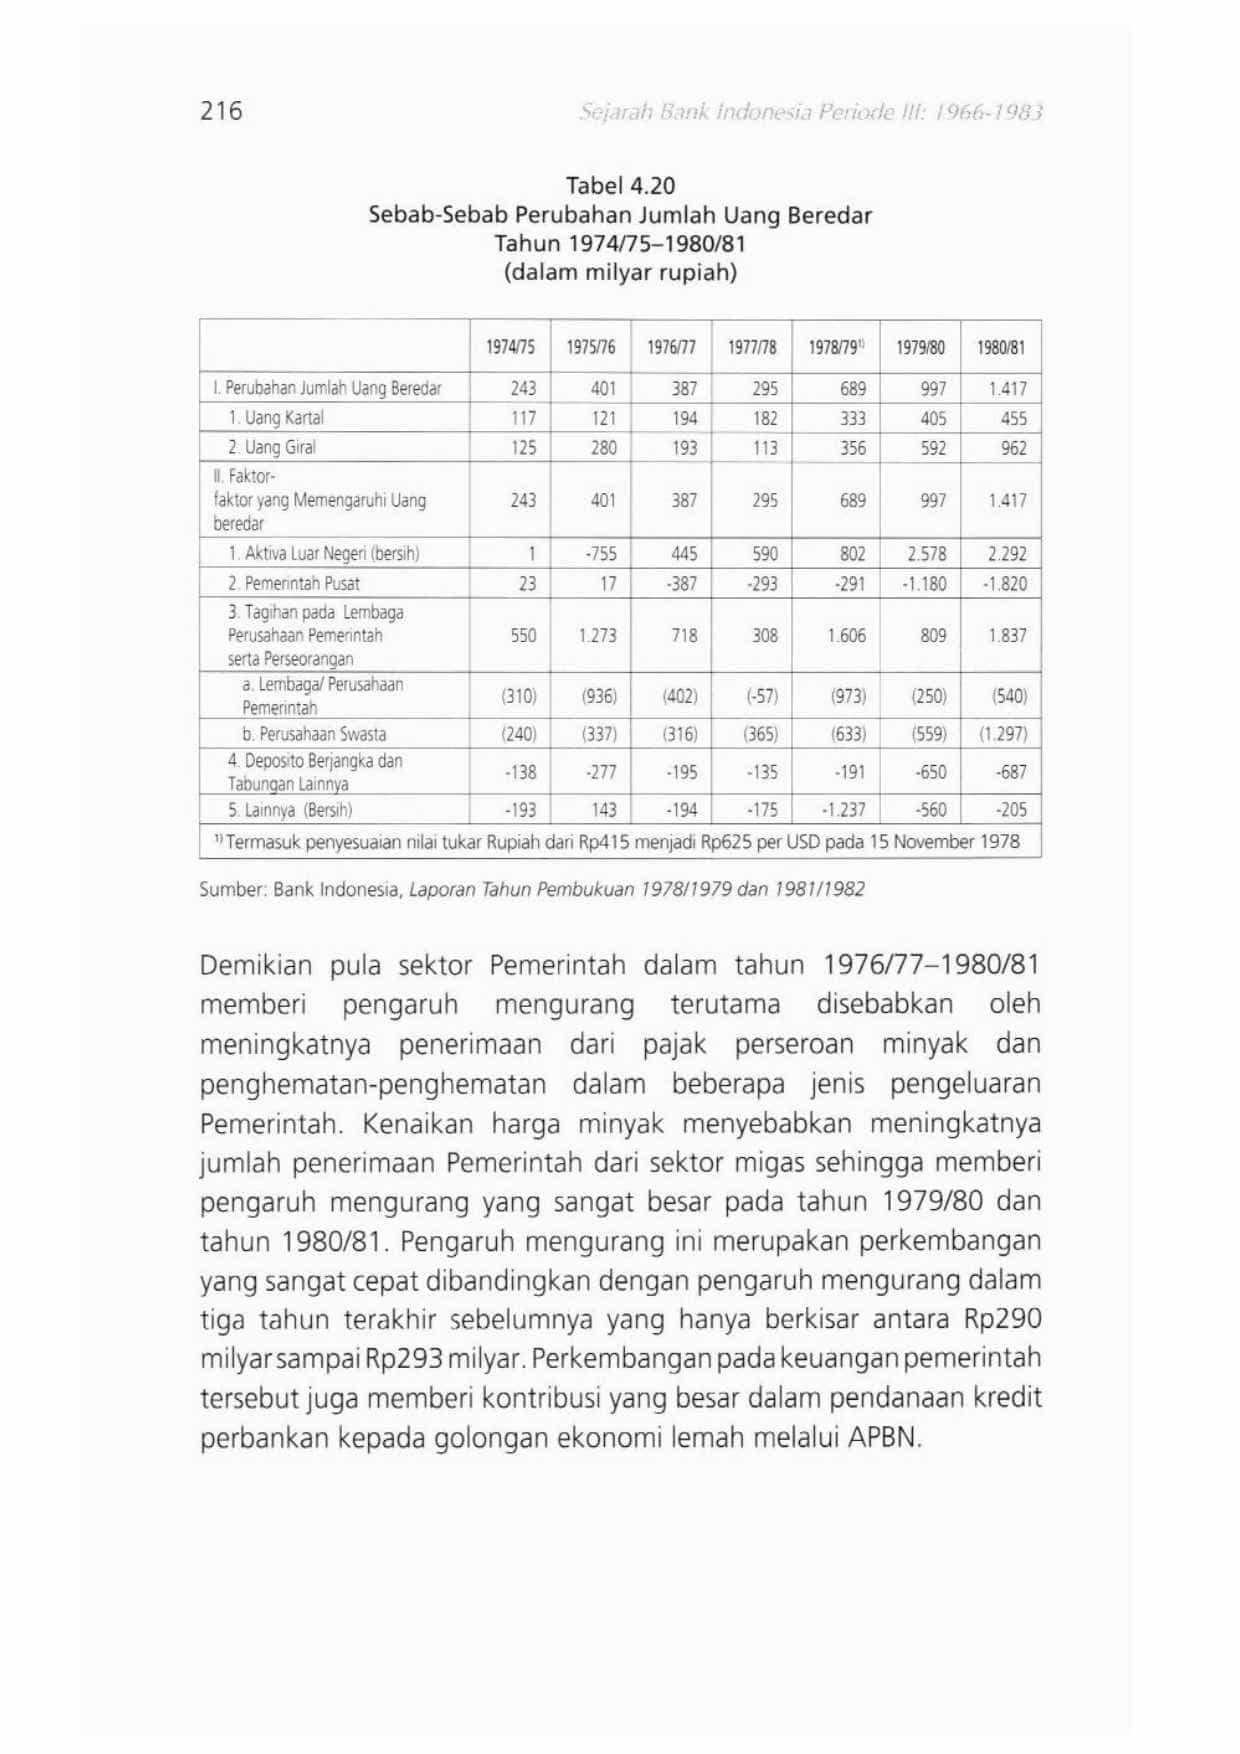 216 Sejarah Bank Indonesia Periode III: 1966-1983
Tabel 4.20
Sebab-Sebab Perubahan Jumlah Uang Beredar
Tahun 1974/75–1980/81
(dalam milyar rupiah)
1974/75 1975/76 1976/77 1977/78 1978/79¹⁾ 1979/80 1980/81
I. Perubahan Jumlah Uang Beredar 243 401 387 295 689 997 1.417
1. Uang Kartal 117 121 194 182 333 405 455
2. Uang Giral 125 280 193 113 356 592 962
II. Faktor-
faktor yang Memengaruhi Uang 243 401 387 295 689 997 1.417
beredar
1. Aktiva Luar Negeri (bersih) 1 -755 445 590 802 2.578 2.292
2. Pemerintah Pusat 23 17 -387 -293 -291 -1.180 -1.820
3. Tagihan pada Lembaga
Perusahaan Pemerintah 550 1.273 718 308 1.606 809 1.837
serta Perseorangan
a. Lembaga/ Perusahaan
Pemerintah (310) (936) (402) (-57) (973) (250) (540)
b. Perusahaan Swasta (240) (337) (316) (365) (633) (559) (1.297)
4. Deposito Berjangka dan
Tabungan Lainnya -138 -277 -195 -135 -191 -650 -687
5. Lainnya (Bersih) -193 143 -194 -175 -1.237 -560 -205
¹⁾ Termasuk penyesuaian nilai tukar Rupiah dari Rp415 menjadi Rp625 per USD pada 15 November 1978
Sumber: Bank Indonesia, Laporan Tahun Pembukuan 1978/1979 dan 1981/1982
Demikian pula sektor Pemerintah dalam tahun 1976/77–1980/81
memberi pengaruh mengurang terutama disebabkan oleh
meningkatnya penerimaan dari pajak perseroan minyak dan
penghematan-penghematan dalam beberapa jenis pengeluaran
Pemerintah. Kenaikan harga minyak menyebabkan meningkatnya
jumlah penerimaan Pemerintah dari sektor migas sehingga memberi
pengaruh mengurang yang sangat besar pada tahun 1979/80 dan
tahun 1980/81. Pengaruh mengurang ini merupakan perkembangan
yang sangat cepat dibandingkan dengan pengaruh mengurang dalam
tiga tahun terakhir sebelumnya yang hanya berkisar antara Rp290
milyar sampai Rp293 milyar. Perkembangan pada keuangan pemerintah
tersebut juga memberi kontribusi yang besar dalam pendanaan kredit
perbankan kepada golongan ekonomi lemah melalui APBN.